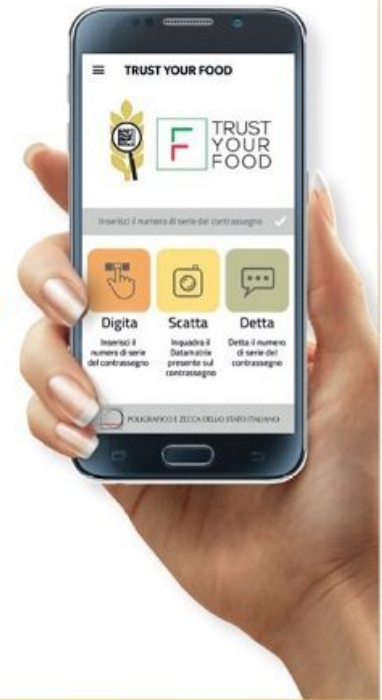 TRUST YOUR FOOD
TRUST
YOUR
FOOD
Inserisci il numero di serie del contrassegno
Digita
Inserisci il
numero di serie
del contrassegno
Scatta
Inquadra il
Datamatrix
presente sul
contrassegno
Detta
Detta il numero
di serie del
contrassegno
POLIGRAFICO E ZECCA DELLO STATO ITALIANO